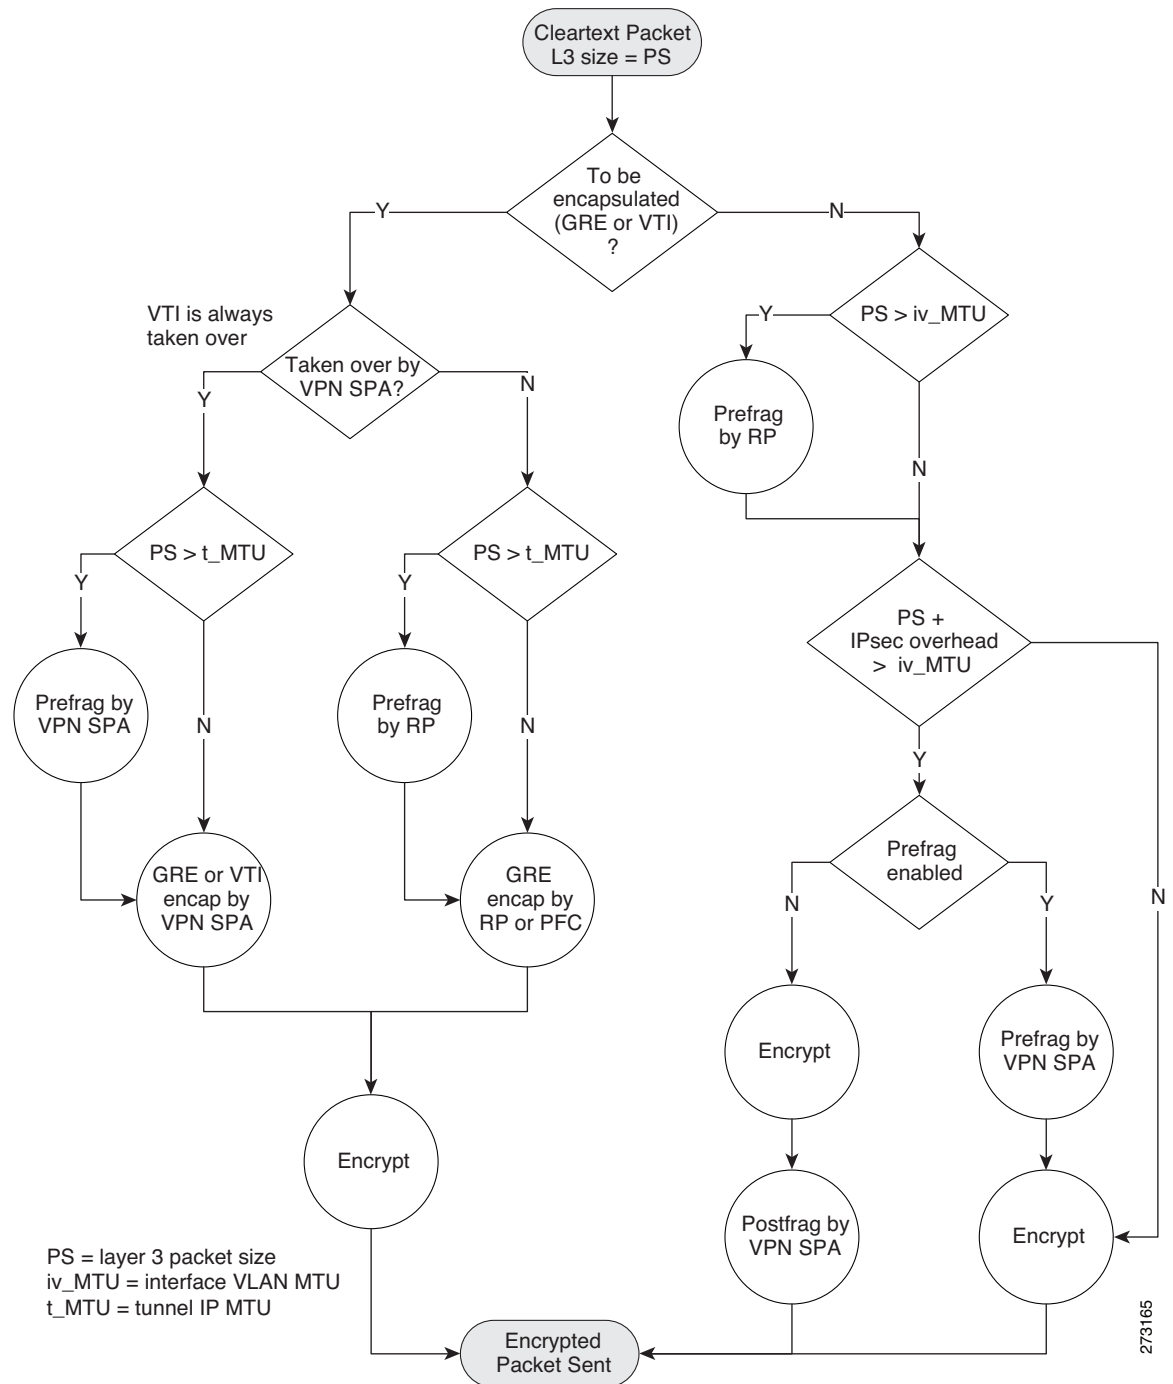 Cleartext Packet
L3 size = PS
To be
encapsulated
(GRE or VTI)
?
Y
N
VTI is always
taken over
Taken over by
VPN SPA?
Y
N
PS > iv_MTU
Y
N
Prefrag
by RP
PS > t_MTU
Y
N
PS > t_MTU
Y
N
Prefrag by
VPN SPA
Prefrag
by RP
PS +
IPsec overhead
> iv_MTU
Y
N
GRE or VTI
encap by
VPN SPA
GRE
encap by
RP or PFC
Prefrag
enabled
N
Y
Encrypt
Prefrag by
VPN SPA
Encrypt
Postfrag by
VPN SPA
Encrypt
PS = layer 3 packet size
iv_MTU = interface VLAN MTU
t_MTU = tunnel IP MTU
Encrypted
Packet Sent
273165